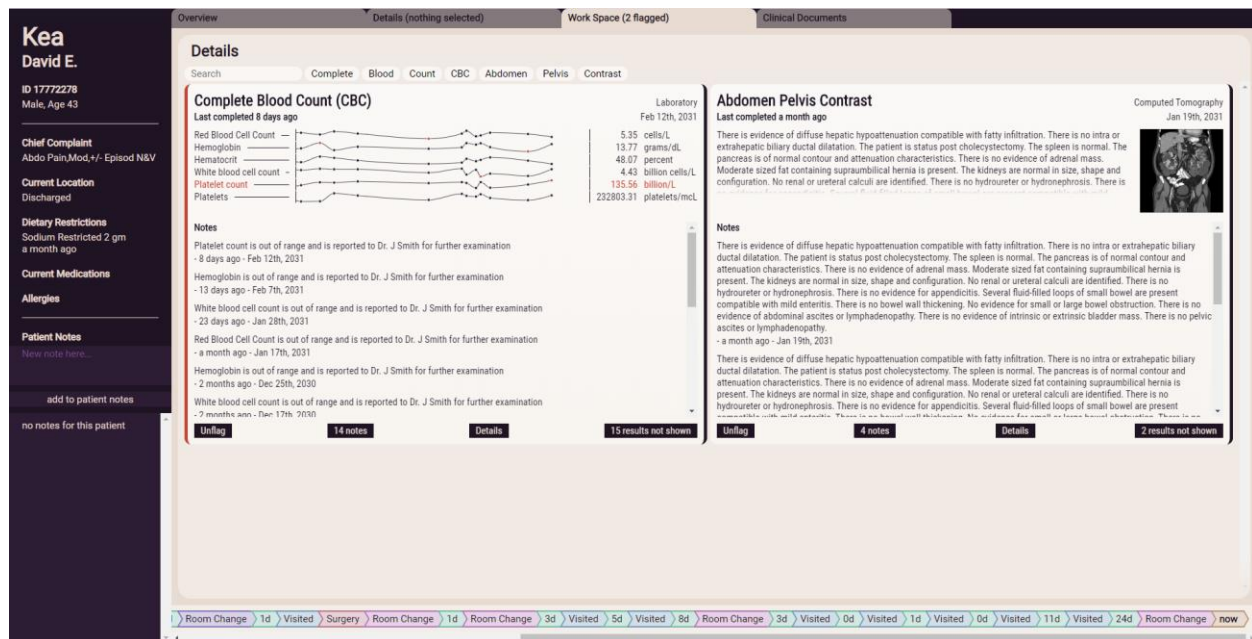 Kea
David E.
ID 17772278
Male, Age 43
Chief Complaint
Abdo Pain,Mod,+/- Episod N&V
Current Location
Discharged
Dietary Restrictions
Sodium Restricted 2 gm
a month ago
Current Medications
Allergies
Patient Notes
New note here...
add to patient notes
no notes for this patient
Overview
Details (nothing selected)
Work Space (2 flagged)
Clinical Documents
Details
Search
Complete Blood Count CBC Abdomen Pelvis Contrast
Complete Blood Count (CBC)
Laboratory
Last completed 8 days ago
Feb 12th, 2031
Red Blood Cell Count 5.35 cells/L
Hemoglobin 13.77 grams/dL
Hematocrit 48.07 percent
White blood cell count 4.43 billion cells/L
Platelet count 135.56 billion/L
Platelets 232803.31 platelets/mcL
Notes
Platelet count is out of range and is reported to Dr. J Smith for further examination
- 8 days ago - Feb 12th, 2031
Hemoglobin is out of range and is reported to Dr. J Smith for further examination
- 13 days ago - Feb 7th, 2031
White blood cell count is out of range and is reported to Dr. J Smith for further examination
- 23 days ago - Jan 28th, 2031
Red Blood Cell Count is out of range and is reported to Dr. J Smith for further examination
- a month ago - Jan 17th, 2031
Hemoglobin is out of range and is reported to Dr. J Smith for further examination
- 2 months ago - Dec 25th, 2030
White blood cell count is out of range and is reported to Dr. J Smith for further examination
- 2 months ago - Dec 17th, 2030
Unflag
14 notes
Details
15 results not shown
Abdomen Pelvis Contrast
Computed Tomography
Last completed a month ago
Jan 19th, 2031
There is evidence of diffuse hepatic hypoattenuation compatible with fatty infiltration. There is no intra or
extrahepatic biliary ductal dilatation. The patient is status post cholecystectomy. The spleen is normal. The
pancreas is of normal contour and attenuation characteristics. There is no evidence of adrenal mass.
Moderate sized fat containing supraumbilical hernia is present. The kidneys are normal in size, shape and
configuration. No renal or ureteral calculi are identified. There is no hydroureter or hydronephrosis. There is
Notes
There is evidence of diffuse hepatic hypoattenuation compatible with fatty infiltration. There is no intra or extrahepatic biliary
ductal dilatation. The patient is status post cholecystectomy. The spleen is normal. The pancreas is of normal contour and
attenuation characteristics. There is no evidence of adrenal mass. Moderate sized fat containing supraumbilical hernia is
present. The kidneys are normal in size, shape and configuration. No renal or ureteral calculi are identified. There is no
hydroureter or hydronephrosis. There is no evidence for appendicitis. Several fluid-filled loops of small bowel are present
compatible with mild enteritis. There is no bowel wall thickening. No evidence for small or large bowel obstruction. There is no
evidence of abdominal ascites or lymphadenopathy. There is no evidence of intrinsic or extrinsic bladder mass. There is no pelvic
ascites or lymphadenopathy.
- a month ago - Jan 19th, 2031
There is evidence of diffuse hepatic hypoattenuation compatible with fatty infiltration. There is no intra or extrahepatic biliary
ductal dilatation. The patient is status post cholecystectomy. The spleen is normal. The pancreas is of normal contour and
attenuation characteristics. There is no evidence of adrenal mass. Moderate sized fat containing supraumbilical hernia is
present. The kidneys are normal in size, shape and configuration. No renal or ureteral calculi are identified. There is no
hydroureter or hydronephrosis. There is no evidence for appendicitis. Several fluid-filled loops of small bowel are present
Unflag
4 notes
Details
2 results not shown
Room Change 1d Visited Surgery Room Change 1d Room Change 3d Visited 5d Visited 8d Room Change 3d Visited 0d Visited 1d Visited 0d Visited 11d Visited 24d Room Change now